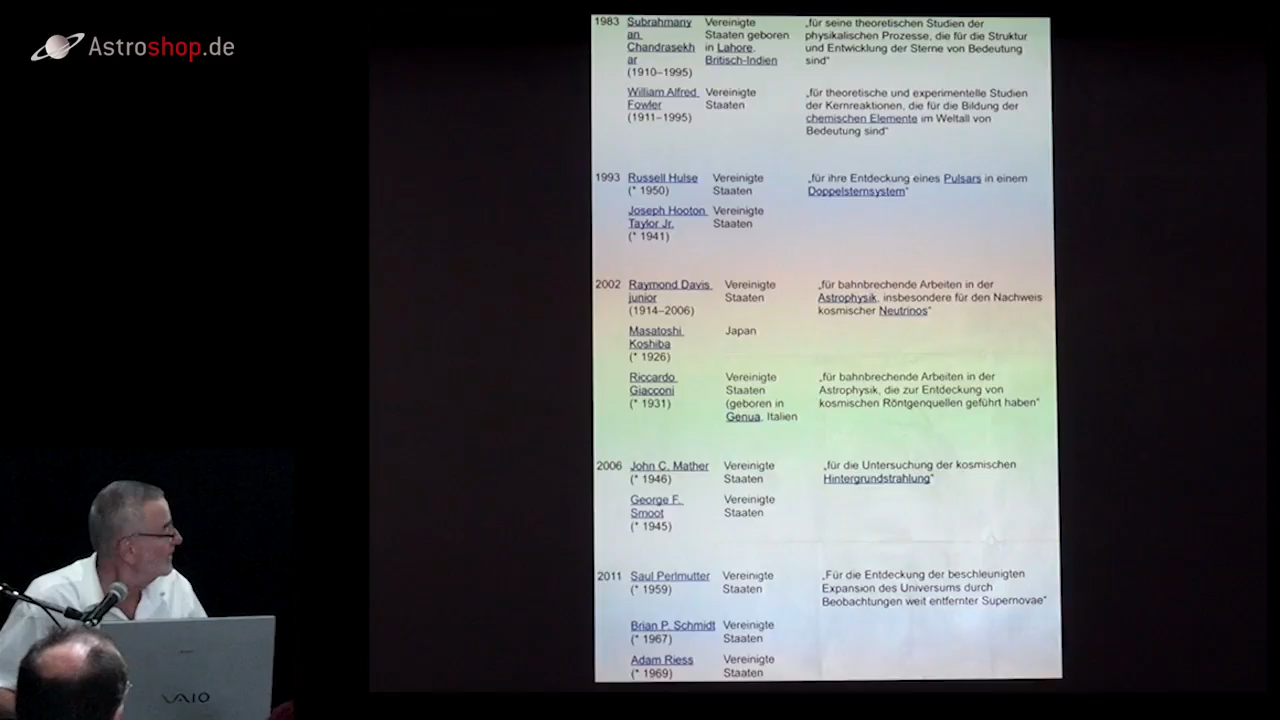 Astroshop.de
1983 Subrahmany Vereinigte „für seine theoretischen Studien der
an Staaten geboren physikalischen Prozesse, die für die Struktur
Chandrasekh in Lahore, und Entwicklung der Sterne von Bedeutung
ar Britisch-Indien sind“
(1910–1995)
William Alfred Vereinigte „für theoretische und experimentelle Studien
Fowler Staaten der Kernreaktionen, die für die Bildung der
(1911–1995) chemischen Elemente im Weltall von
Bedeutung sind“
1993 Russell Hulse Vereinigte „für ihre Entdeckung eines Pulsars in einem
(* 1950) Staaten Doppelsternsystem“
Joseph Hooton Vereinigte
Taylor Jr. Staaten
(* 1941)
2002 Raymond Davis Vereinigte „für bahnbrechende Arbeiten in der
junior Staaten Astrophysik, insbesondere für den Nachweis
(1914–2006) kosmischer Neutrinos“
Masatoshi Japan
Koshiba
(* 1926)
Riccardo Vereinigte „für bahnbrechende Arbeiten in der
Giacconi Staaten Astrophysik, die zur Entdeckung von
(* 1931) (geboren in kosmischen Röntgenquellen geführt haben“
Genua, Italien
2006 John C. Mather Vereinigte „für die Untersuchung der kosmischen
(* 1946) Staaten Hintergrundstrahlung“
George F. Vereinigte
Smoot Staaten
(* 1945)
2011 Saul Perlmutter Vereinigte „Für die Entdeckung der beschleunigten
(* 1959) Staaten Expansion des Universums durch
Beobachtungen weit entfernter Supernovae“
Brian P. Schmidt Vereinigte
(* 1967) Staaten
Adam Riess Vereinigte
(* 1969) Staaten
VAIO